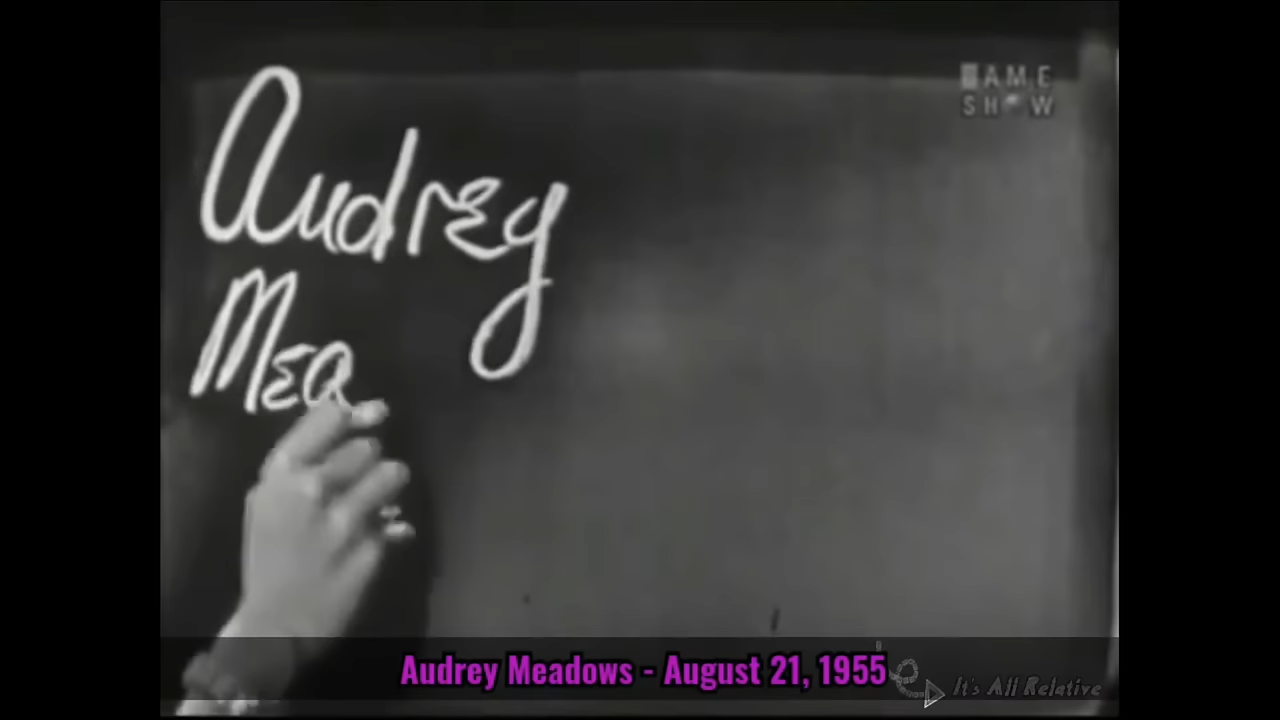 Audrey
Mea
GAME
SHOW
Audrey Meadows - August 21, 1955
It's All Relative